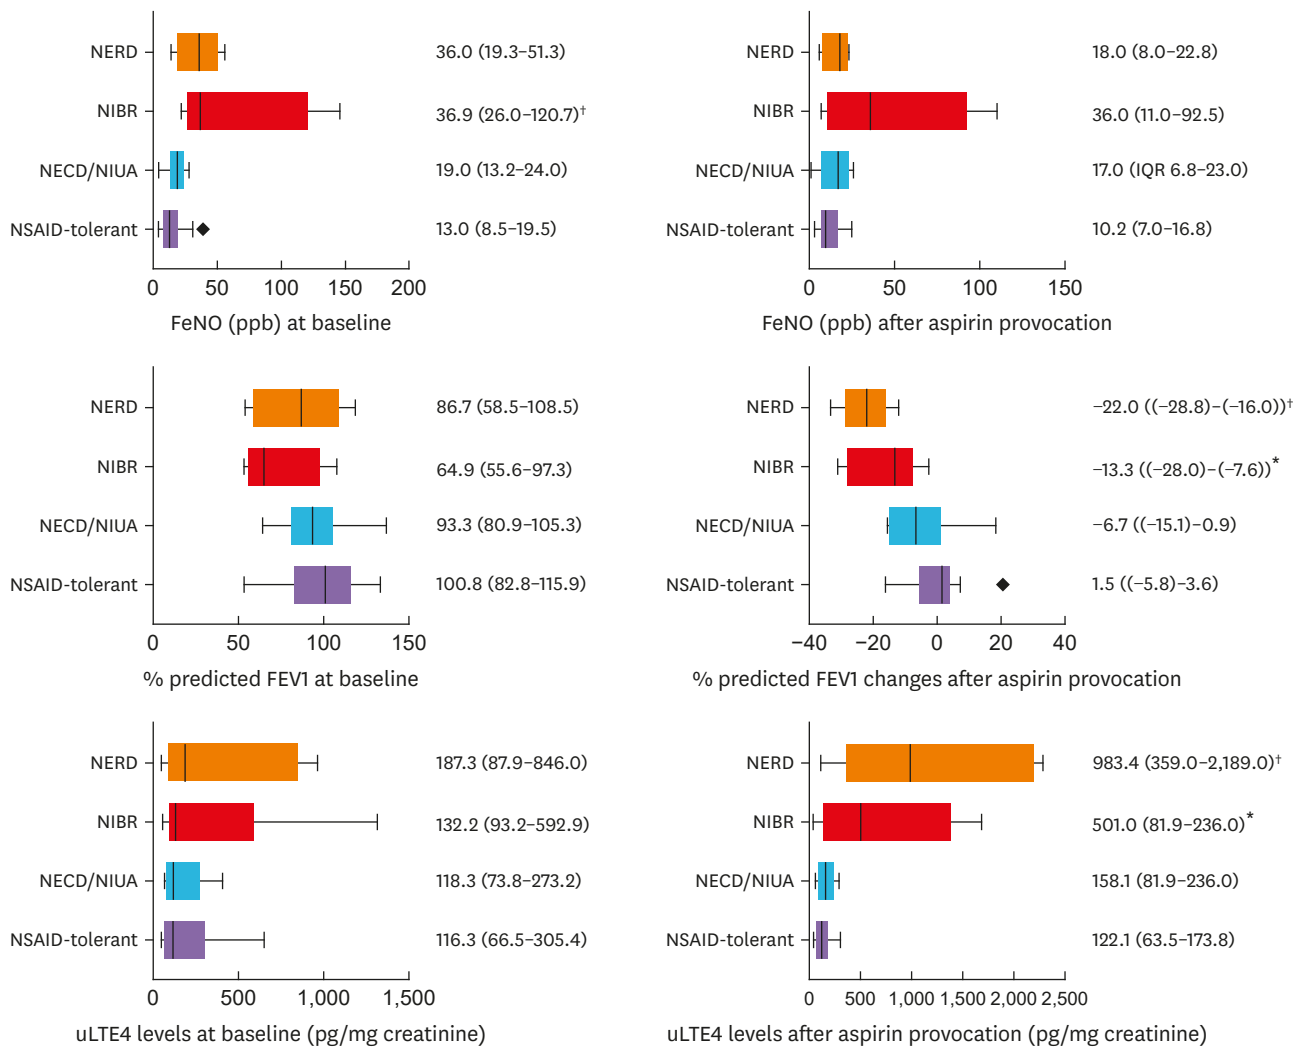 NERD 36.0 (19.3–51.3)
NIBR 36.9 (26.0–120.7)†
NECD/NIUA 19.0 (13.2–24.0)
NSAID-tolerant 13.0 (8.5–19.5)
0 50 100 150 200
FeNO (ppb) at baseline
NERD 18.0 (8.0–22.8)
NIBR 36.0 (11.0–92.5)
NECD/NIUA 17.0 (IQR 6.8–23.0)
NSAID-tolerant 10.2 (7.0–16.8)
0 50 100 150
FeNO (ppb) after aspirin provocation
NERD 86.7 (58.5–108.5)
NIBR 64.9 (55.6–97.3)
NECD/NIUA 93.3 (80.9–105.3)
NSAID-tolerant 100.8 (82.8–115.9)
0 50 100 150
% predicted FEV1 at baseline
NERD −22.0 ((−28.8)–(−16.0))†
NIBR −13.3 ((−28.0)–(−7.6))*
NECD/NIUA −6.7 ((−15.1)–0.9)
NSAID-tolerant 1.5 ((−5.8)–3.6)
−40 −20 0 20 40
% predicted FEV1 changes after aspirin provocation
NERD 187.3 (87.9–846.0)
NIBR 132.2 (93.2–592.9)
NECD/NIUA 118.3 (73.8–273.2)
NSAID-tolerant 116.3 (66.5–305.4)
0 500 1,000 1,500
uLTE4 levels at baseline (pg/mg creatinine)
NERD 983.4 (359.0–2,189.0)†
NIBR 501.0 (81.9–236.0)*
NECD/NIUA 158.1 (81.9–236.0)
NSAID-tolerant 122.1 (63.5–173.8)
0 500 1,000 1,500 2,000 2,500
uLTE4 levels after aspirin provocation (pg/mg creatinine)